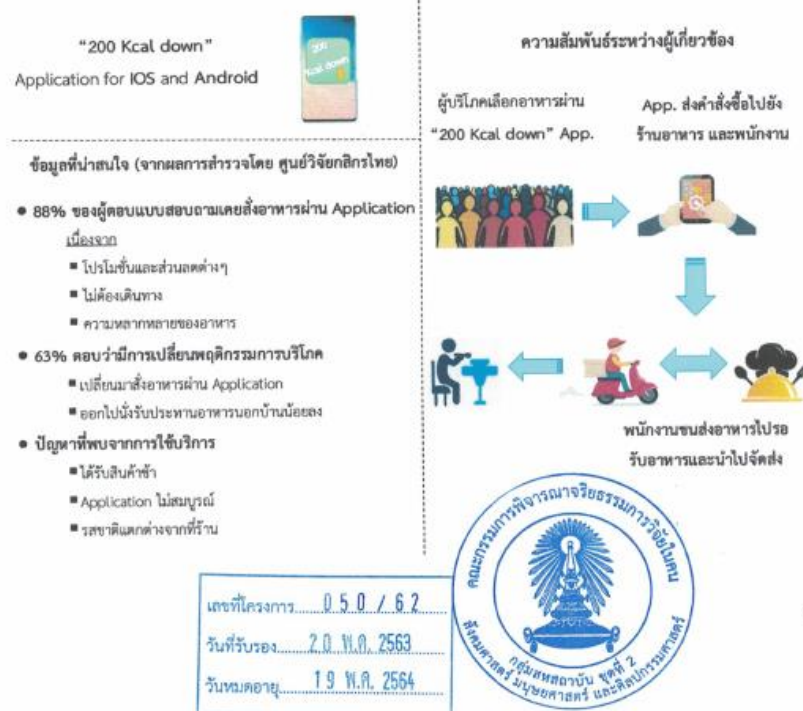 “200 Kcal down”
Application for IOS and Android
200
Kcal down
ข้อมูลที่น่าสนใจ (จากผลการสำรวจโดย ศูนย์วิจัยกสิกรไทย)
● 88% ของผู้ตอบแบบสอบถามเคยสั่งอาหารผ่าน Application
เนื่องจาก
■ โปรโมชั่นและส่วนลดต่างๆ
■ ไม่ต้องเดินทาง
■ ความหลากหลายของอาหาร
● 63% ตอบว่ามีการเปลี่ยนพฤติกรรมการบริโภค
■ เปลี่ยนมาสั่งอาหารผ่าน Application
■ ออกไปนั่งรับประทานอาหารนอกบ้านน้อยลง
● ปัญหาที่พบจากการใช้บริการ
■ ได้รับสินค้าช้า
■ Application ไม่สมบูรณ์
■ รสชาติแตกต่างจากที่ร้าน
ความสัมพันธ์ระหว่างผู้เกี่ยวข้อง
ผู้บริโภคเลือกอาหารผ่าน
“200 Kcal down” App.
App. ส่งคำสั่งซื้อไปยัง
ร้านอาหาร และพนักงาน
พนักงานขนส่งอาหารไปรอ
รับอาหารและนำไปจัดส่ง
เลขที่โครงการ 050 / 62
วันที่รับรอง 20 พ.ค. 2563
วันหมดอายุ 19 พ.ค. 2564
คณะกรรมการพิจารณาจริยธรรมการวิจัยในคน
กลุ่มสหสถาบัน ชุดที่ 2
สังคมศาสตร์ มนุษยศาสตร์ และศิลปกรรมศาสตร์